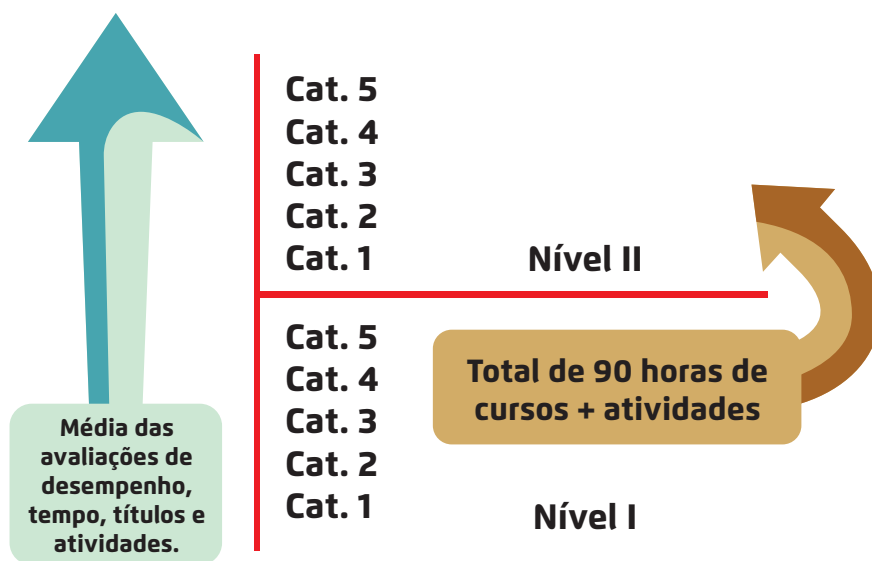 Cat. 5
Cat. 4
Cat. 3
Cat. 2
Cat. 1
Nível II
Cat. 5
Cat. 4
Cat. 3
Cat. 2
Cat. 1
Total de 90 horas de
cursos + atividades
Nível I
Média das
avaliações de
desempenho,
tempo, títulos e
atividades.